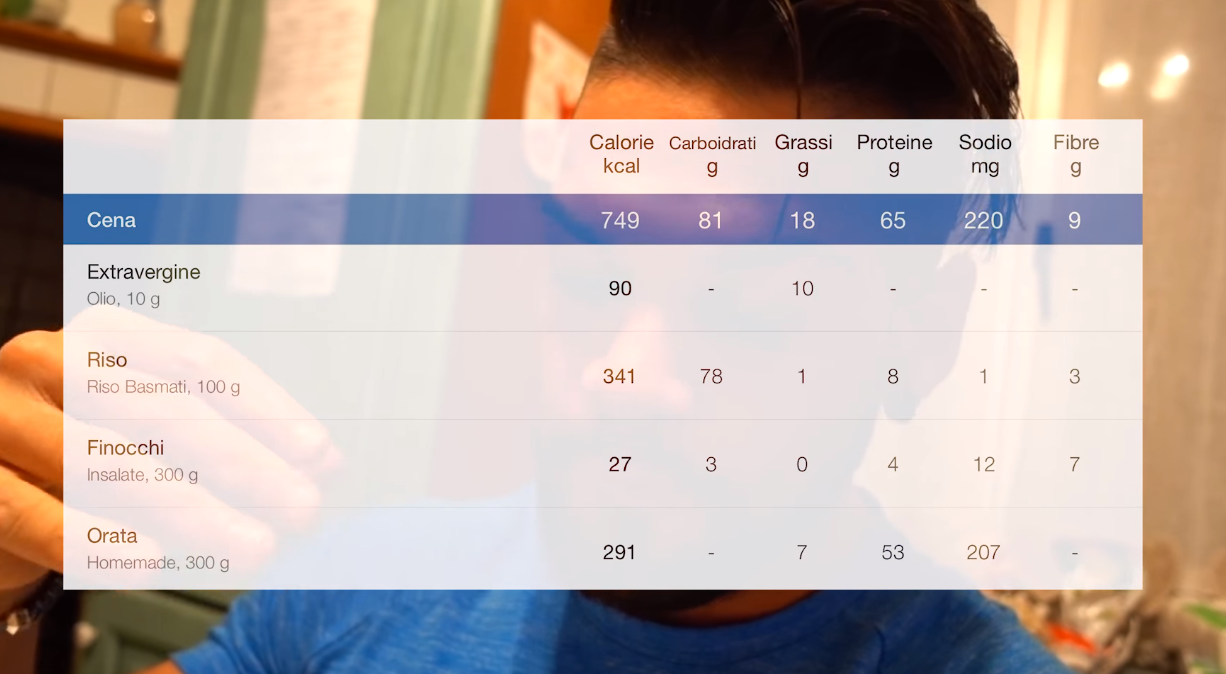 Calorie Carboidrati Grassi Proteine Sodio Fibre
kcal g g g mg g
Cena 749 81 18 65 220 9
Extravergine
Olio, 10 g
90 - 10 - - -
Riso
Riso Basmati, 100 g
341 78 1 8 1 3
Finocchi
Insalate, 300 g
27 3 0 4 12 7
Orata
Homemade, 300 g
291 - 7 53 207 -